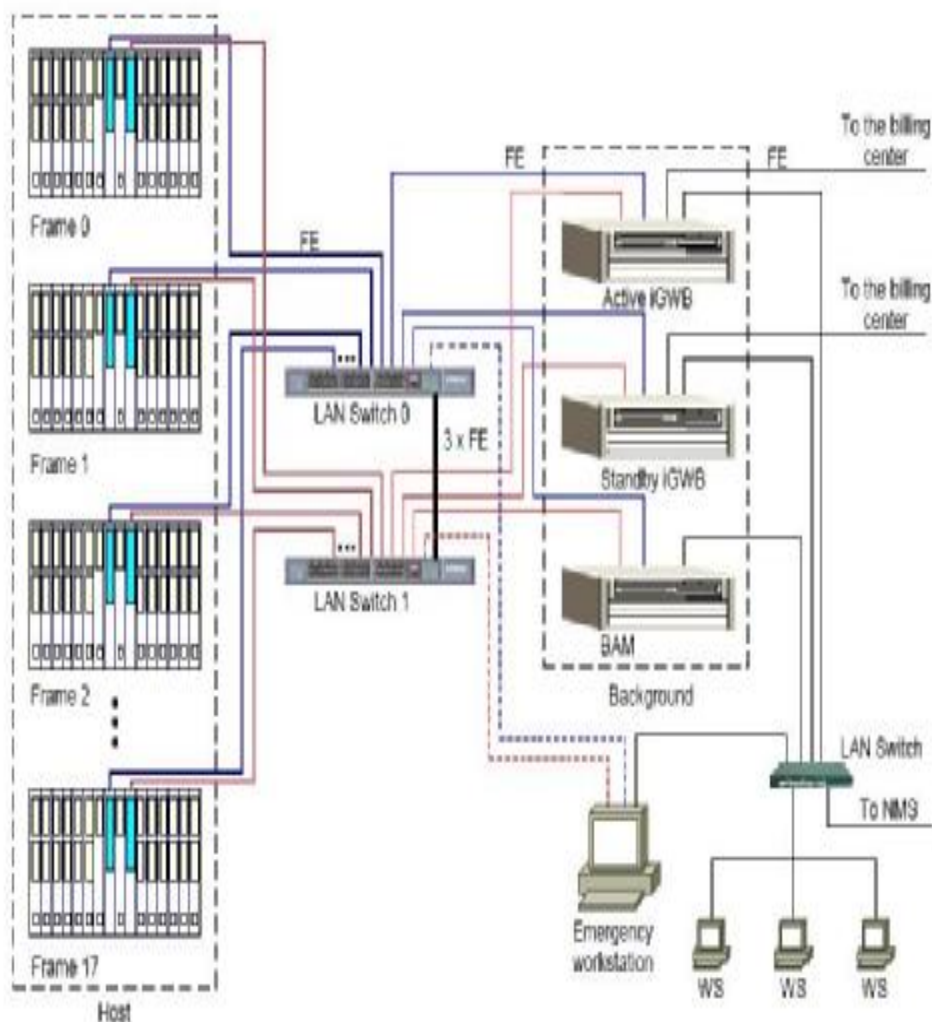 To the billing
center
FE
FE
Frame 0
FE
Active iGWB
To the billing
center
LAN Switch 0
3 x FE
Frame 1
Standby iGWB
LAN Switch 1
BAM
Frame 2
Background
LAN Switch
To NMS
Emergency
workstation
Frame 17
WS
WS
WS
Host